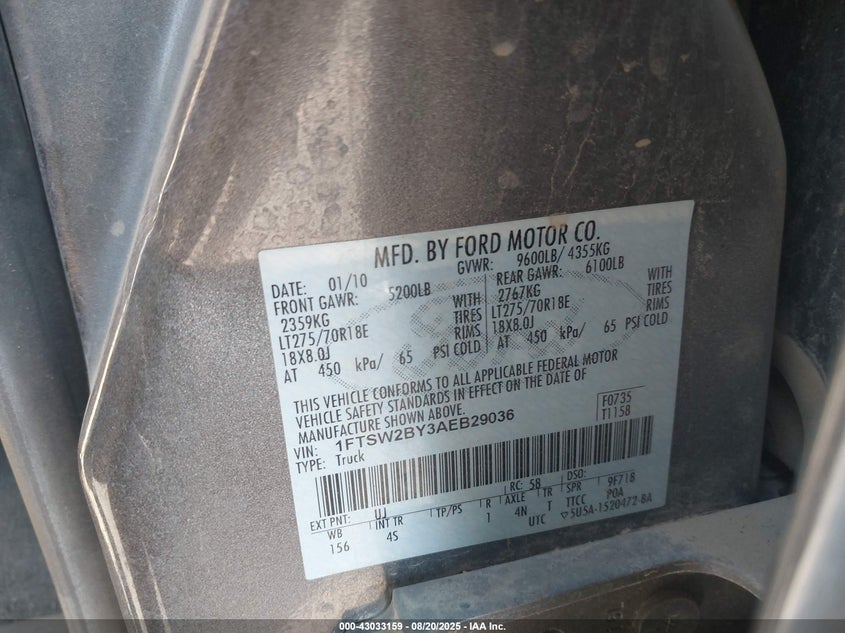 MFD. BY FORD MOTOR CO.
DATE: 01/10 GVWR: 9600LB/ 4355KG
FRONT GAWR: 5200LB REAR GAWR: 6100LB
2359KG WITH 2767KG WITH
LT275/70R18E TIRES LT275/70R18E TIRES
18X8.0J RIMS 18X8.0J RIMS
AT 450 kPa/ 65 PSI COLD AT 450 kPa/ 65 PSI COLD
THIS VEHICLE CONFORMS TO ALL APPLICABLE FEDERAL MOTOR
VEHICLE SAFETY STANDARDS IN EFFECT ON THE DATE OF
MANUFACTURE SHOWN ABOVE.
VIN: 1FTSW2BY3AEB29036 F0735
TYPE: Truck T1158
EXT PNT: UJ RC: 5B DSO:
WB INT TR TP/PS R AXLE TR SPR 9F718
156 4S 1 4N T TTCC POA
UTC ▽5U5A-1520472-BA
000-43033159 - 08/20/2025 - IAA Inc.